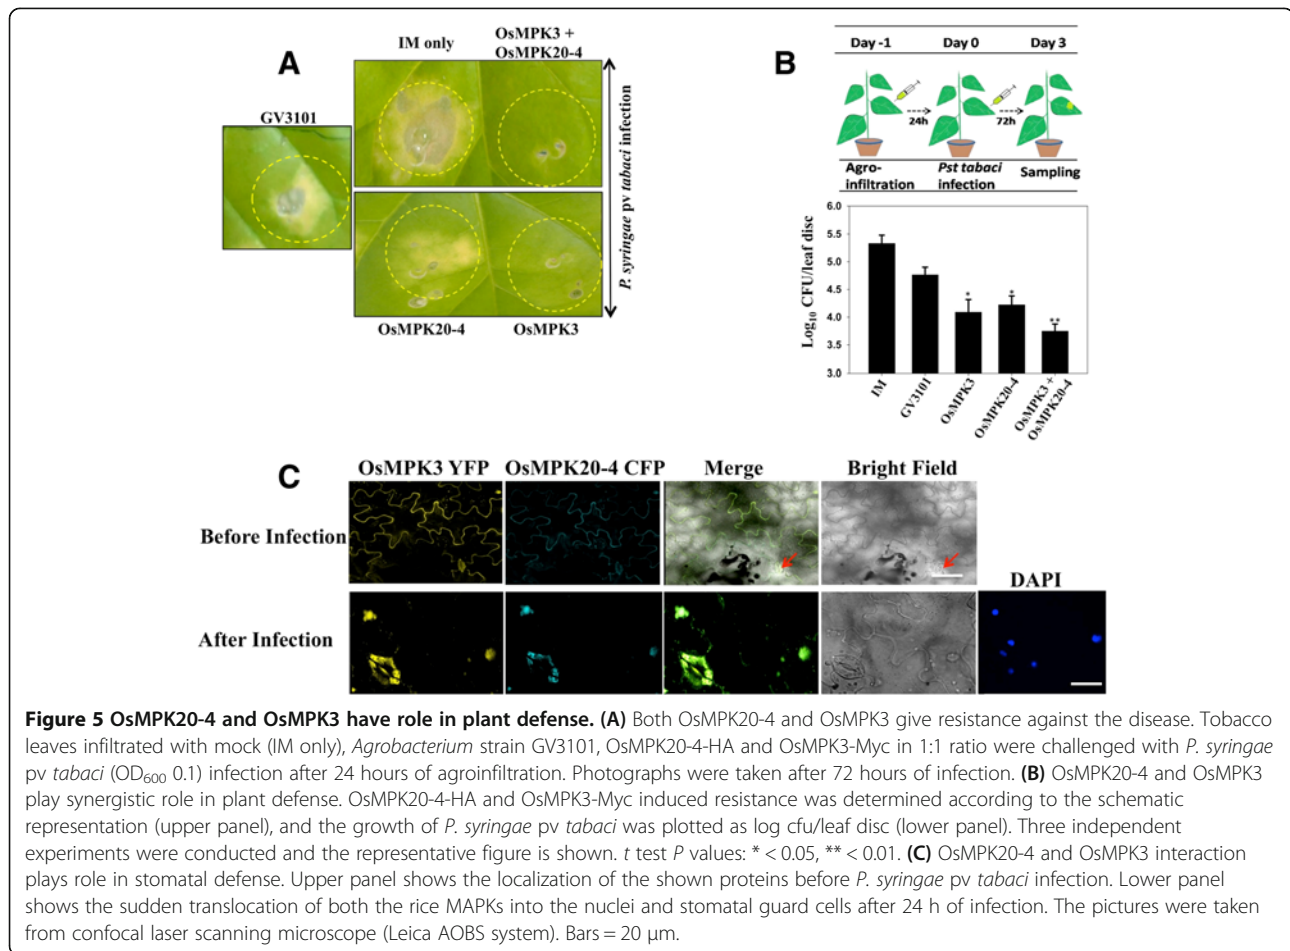 A
IM only
OsMPK3 +
OsMPK20-4
GV3101
P. syringae pv tabaci infection
OsMPK20-4
OsMPK3
B
Day -1
Day 0
Day 3
24h
72h
Agro-
infiltration
Pst tabaci
infection
Sampling
Log10 CFU/leaf disc
6.0
5.5
5.0
4.5
4.0
3.5
3.0
*
*
**
IM
GV3101
OsMPK3
OsMPK20-4
OsMPK3 +
OsMPK20-4
C
OsMPK3 YFP
OsMPK20-4 CFP
Merge
Bright Field
Before Infection
DAPI
After Infection
Figure 5 OsMPK20-4 and OsMPK3 have role in plant defense. (A) Both OsMPK20-4 and OsMPK3 give resistance against the disease. Tobacco
leaves infiltrated with mock (IM only), Agrobacterium strain GV3101, OsMPK20-4-HA and OsMPK3-Myc in 1:1 ratio were challenged with P. syringae
pv tabaci (OD600 0.1) infection after 24 hours of agroinfiltration. Photographs were taken after 72 hours of infection. (B) OsMPK20-4 and OsMPK3
play synergistic role in plant defense. OsMPK20-4-HA and OsMPK3-Myc induced resistance was determined according to the schematic
representation (upper panel), and the growth of P. syringae pv tabaci was plotted as log cfu/leaf disc (lower panel). Three independent
experiments were conducted and the representative figure is shown. t test P values: * < 0.05, ** < 0.01. (C) OsMPK20-4 and OsMPK3 interaction
plays role in stomatal defense. Upper panel shows the localization of the shown proteins before P. syringae pv tabaci infection. Lower panel
shows the sudden translocation of both the rice MAPKs into the nuclei and stomatal guard cells after 24 h of infection. The pictures were taken
from confocal laser scanning microscope (Leica AOBS system). Bars = 20 μm.